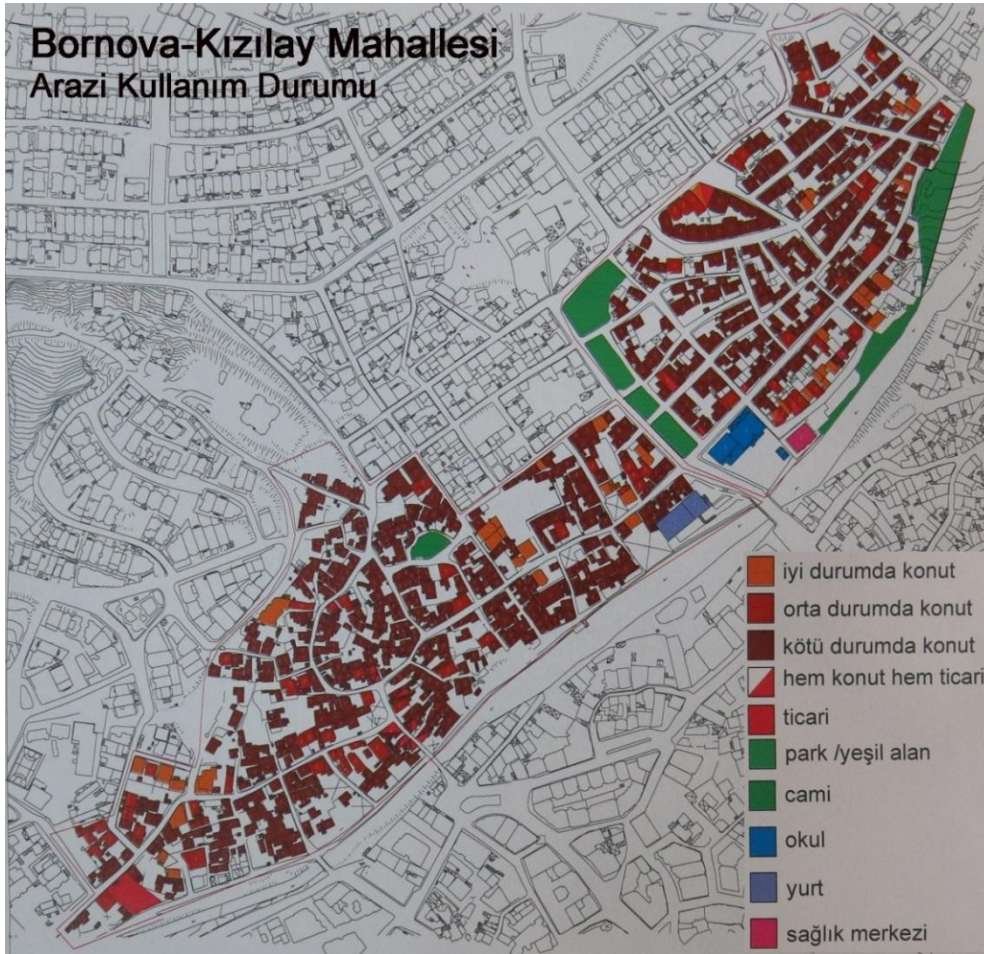 Bornova-Kızılay Mahallesi
Arazi Kullanım Durumu
iyi durumda konut
orta durumda konut
kötü durumda konut
hem konut hem ticari
ticari
park /yeşil alan
cami
okul
yurt
sağlık merkezi